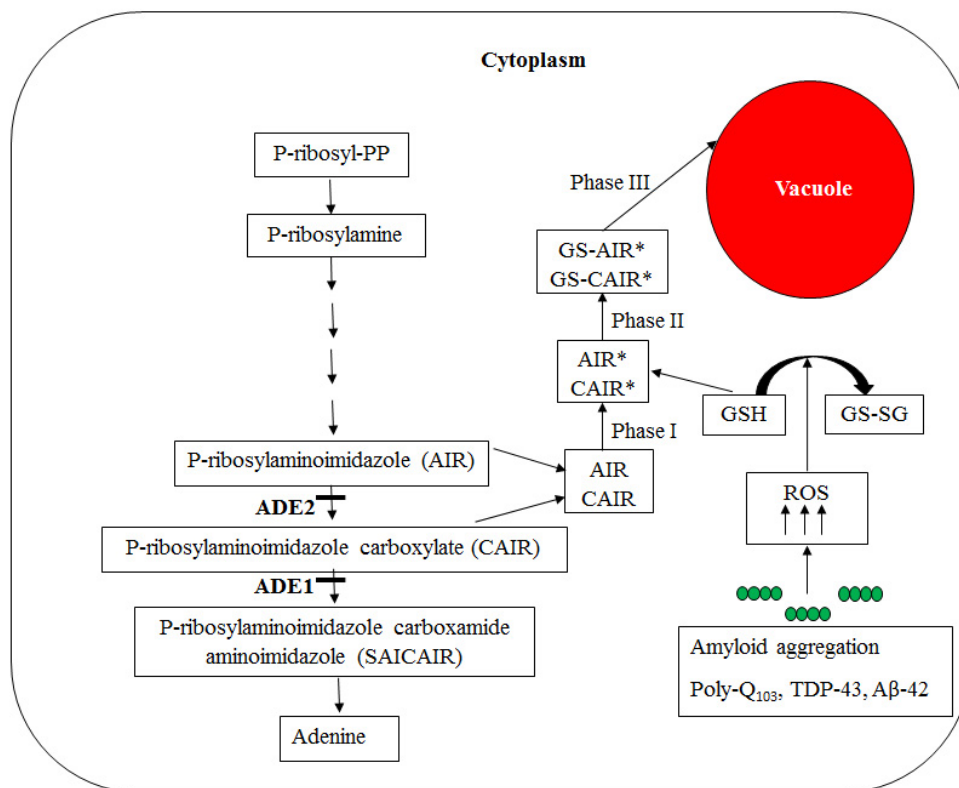 Cytoplasm
P-ribosyl-PP
P-ribosylamine
P-ribosylaminoimidazole (AIR)
ADE2
P-ribosylaminoimidazole carboxylate (CAIR)
ADE1
P-ribosylaminoimidazole carboxamide
aminoimidazole (SAICAIR)
Adenine
AIR
CAIR
Phase I
AIR*
CAIR*
Phase II
GS-AIR*
GS-CAIR*
Phase III
Vacuole
GSH
GS-SG
ROS
Amyloid aggregation
Poly-Q₁₀₃, TDP-43, Aβ-42